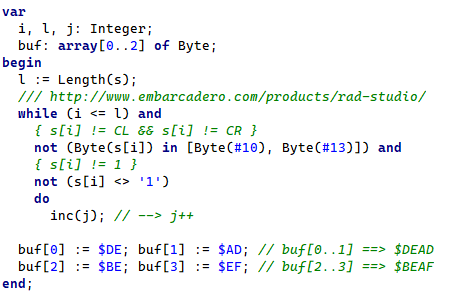 var
  i, l, j: Integer;
  buf: array[0..2] of Byte;
begin
  l := Length(s);
  /// http://www.embarcadero.com/products/rad-studio/
  while (i <= l) and
    { s[i] != CL && s[i] != CR }
    not (Byte(s[i]) in [Byte(#10), Byte(#13)]) and
    { s[i] != 1 }
    not (s[i] <> '1')
    do
      inc(j); // --> j++

  buf[0] := $DE; buf[1] := $AD; // buf[0..1] ==> $DEAD
  buf[2] := $BE; buf[3] := $EF; // buf[2..3] ==> $BEAF
end;